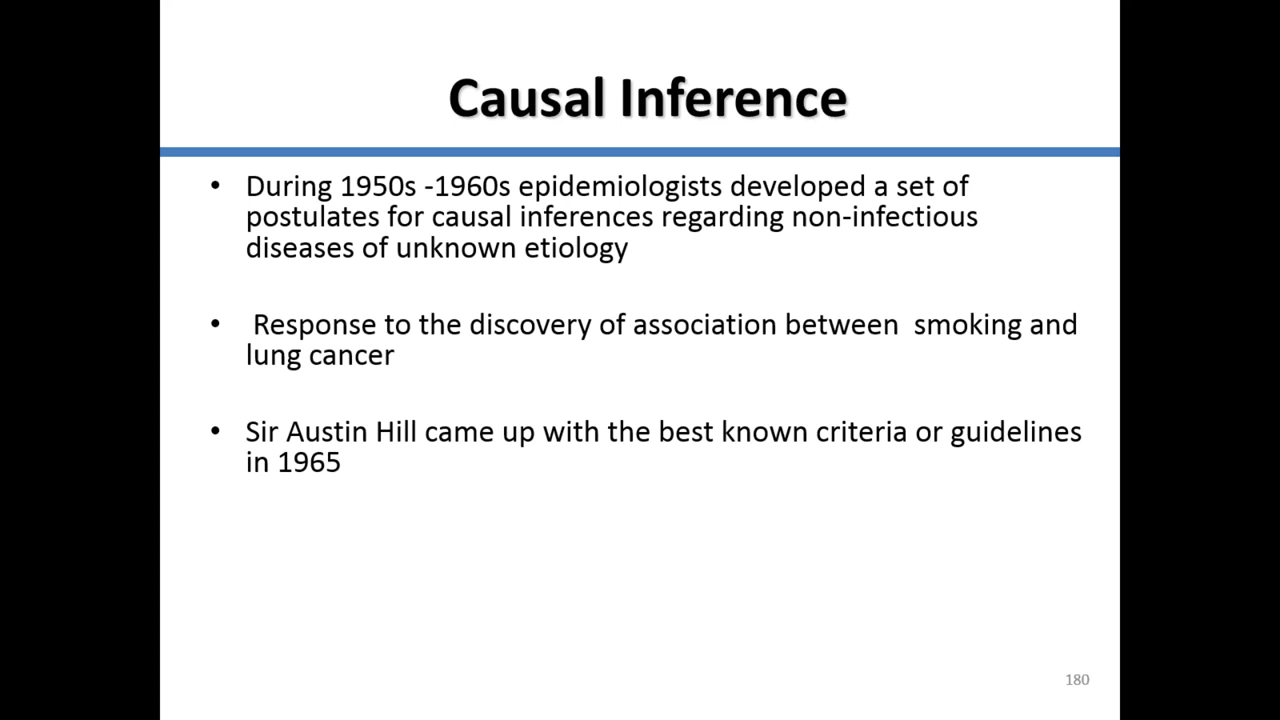 Causal Inference
• During 1950s -1960s epidemiologists developed a set of
postulates for causal inferences regarding non-infectious
diseases of unknown etiology
• Response to the discovery of association between  smoking and
lung cancer
• Sir Austin Hill came up with the best known criteria or guidelines
in 1965
180